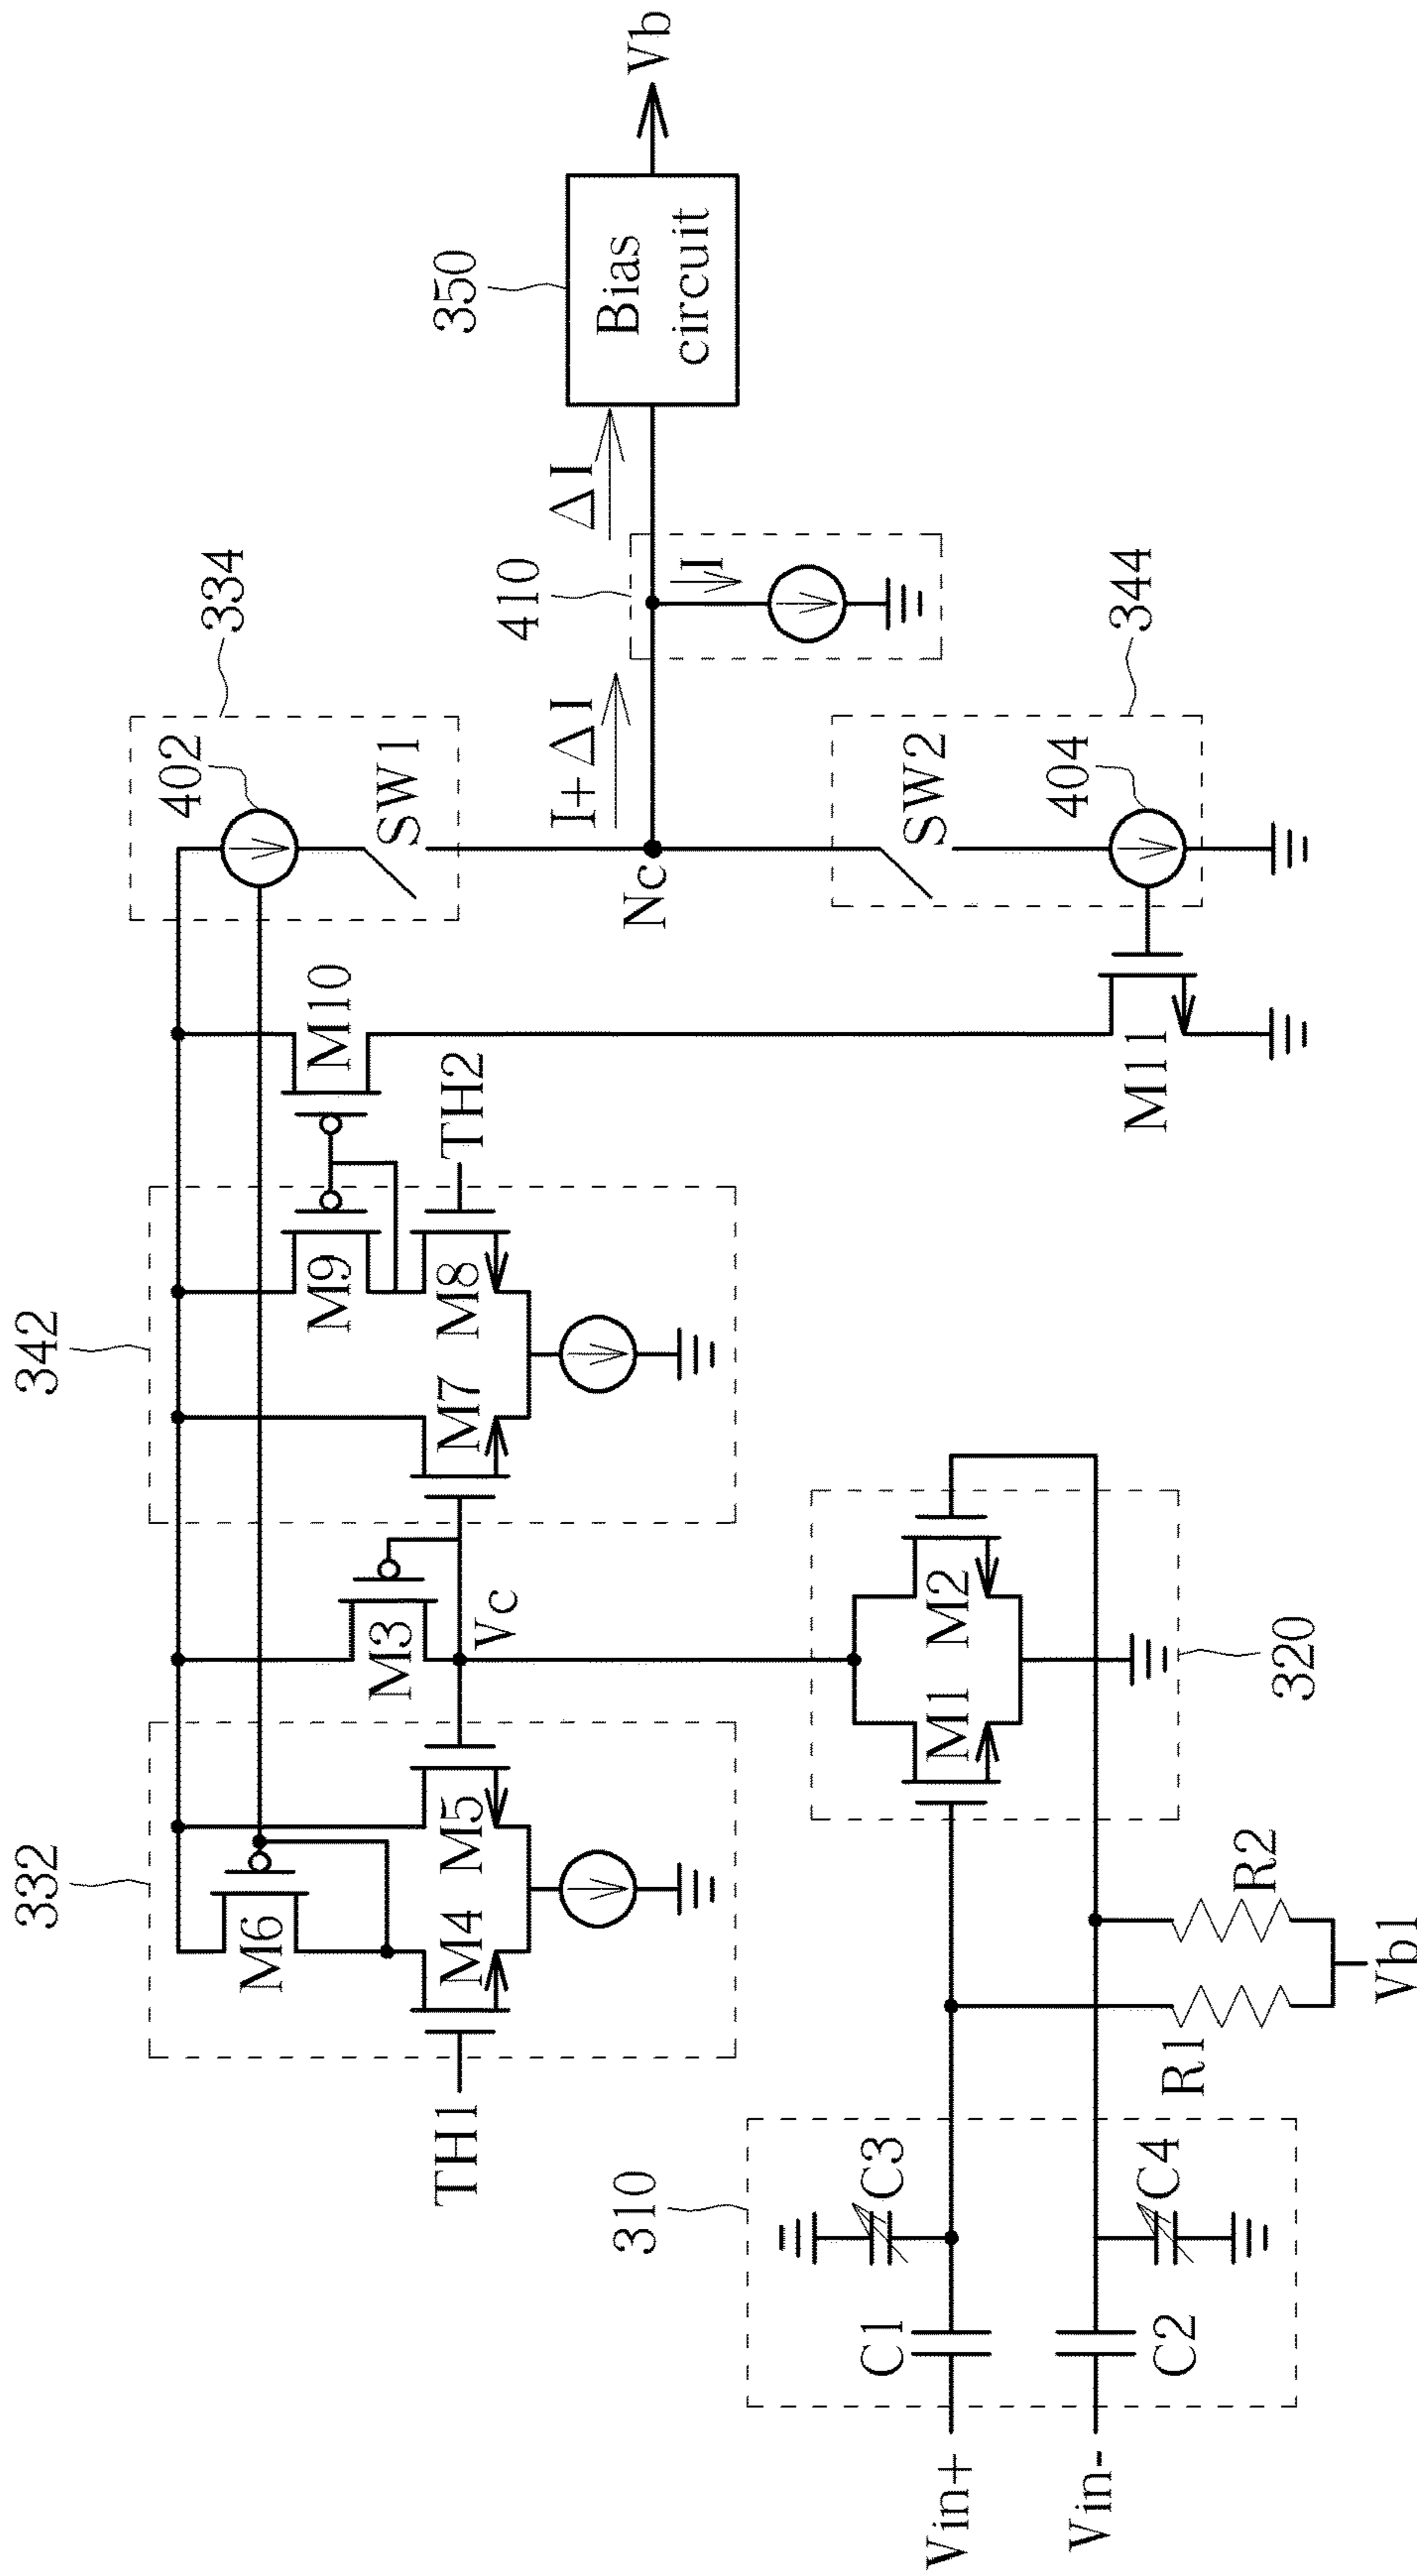 332
342
334
402
M6
M9
M10
SW1
M3
TH1
M4
M5
Vc
M7
M8
TH2
410
I+ΔI
ΔI
350
Nc
I
Bias
circuit
Vb
310
C3
C1
M1
M2
SW2
344
404
M11
Vin+
Vin-
C2
C4
R1
R2
320
Vb1